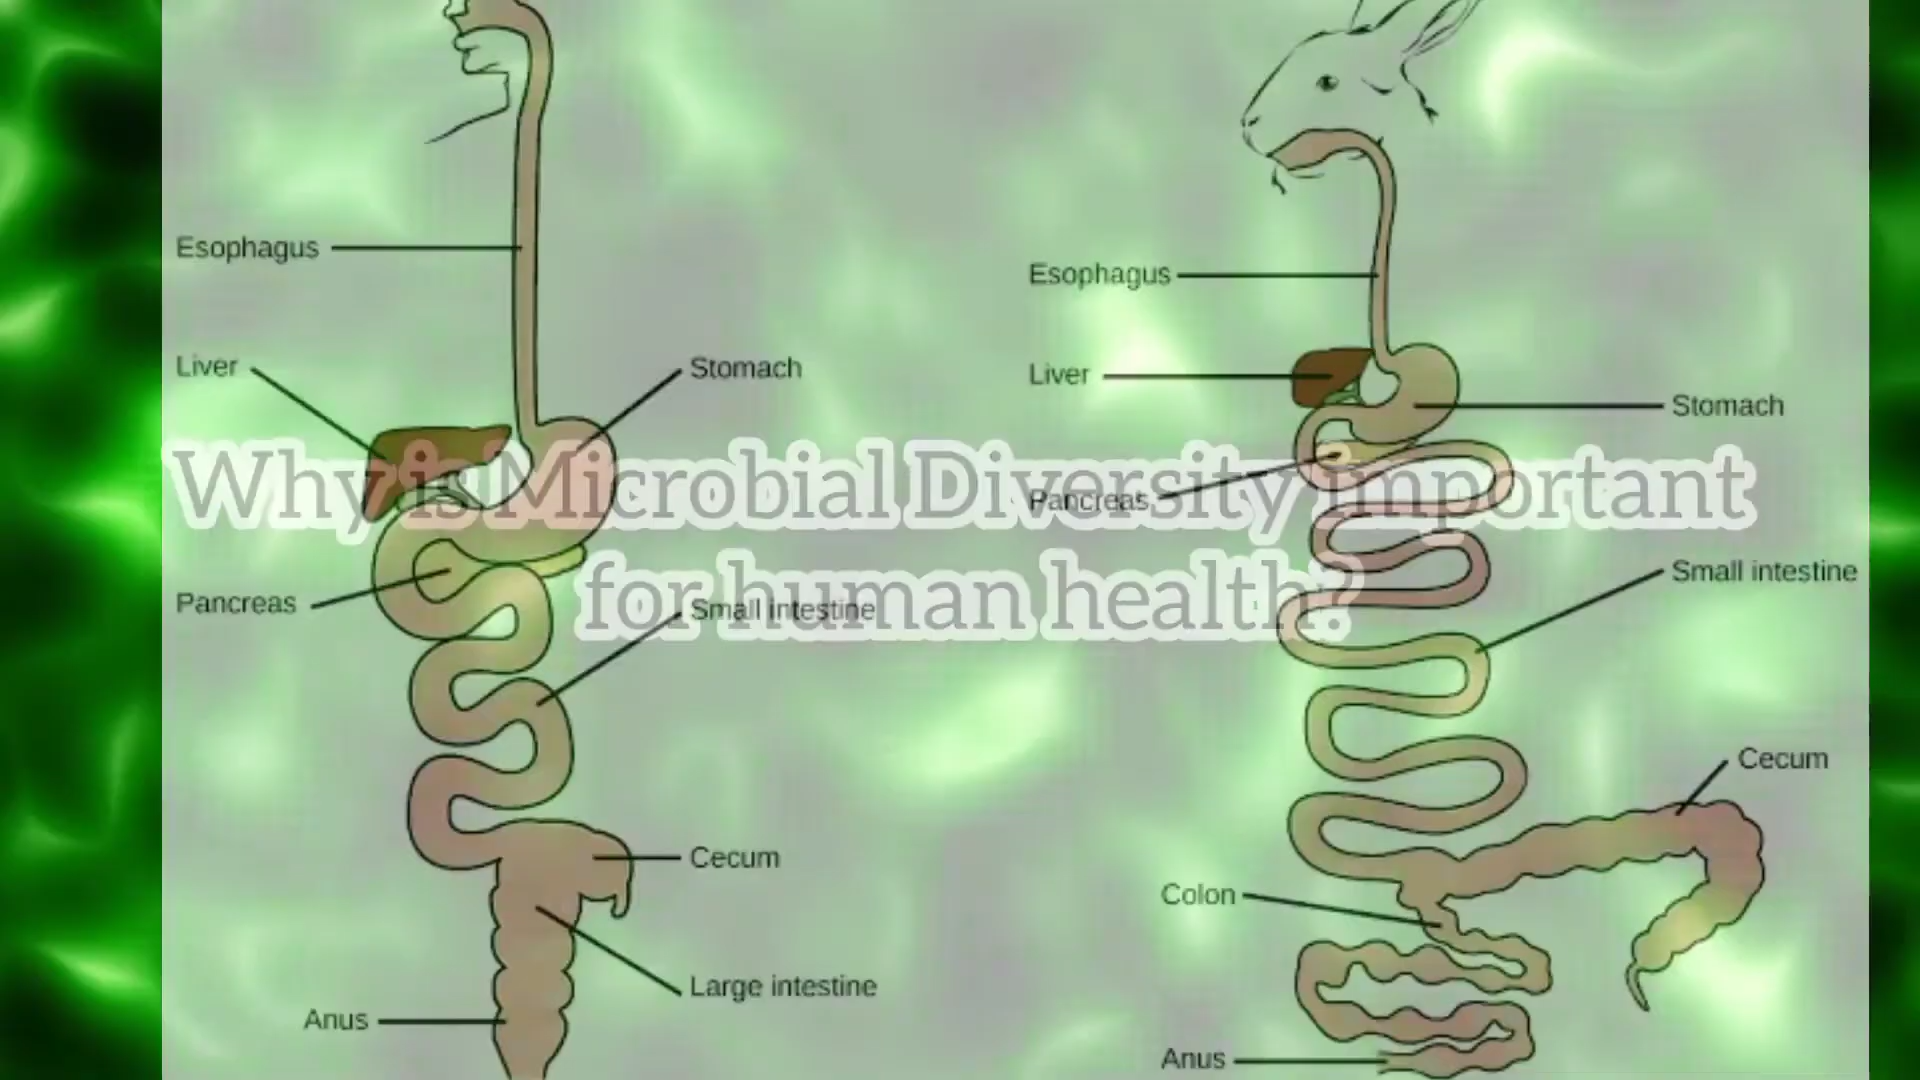 Esophagus
Liver
Stomach
Pancreas
Small intestine
Cecum
Large intestine
Anus
Esophagus
Liver
Stomach
Pancreas
Small intestine
Cecum
Colon
Anus
Why is Microbial Diversity important
for human health?